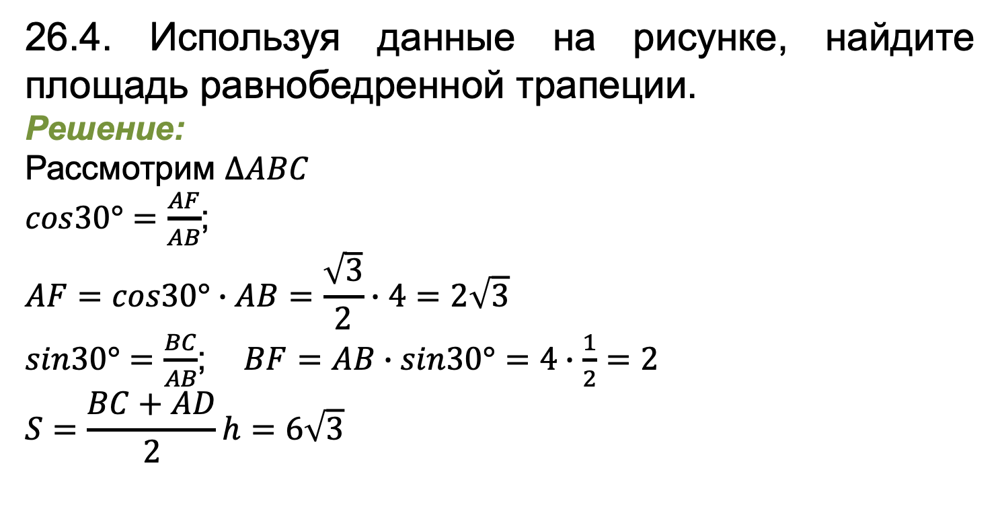 26.4. Используя данные на рисунке, найдите
площадь равнобедренной трапеции.
Решение:
Рассмотрим ΔABC
cos30° = AF/AB;
AF = cos30° · AB = √3/2 · 4 = 2√3
sin30° = BC/AB; BF = AB · sin30° = 4 · 1/2 = 2
S = (BC + AD)/2 h = 6√3